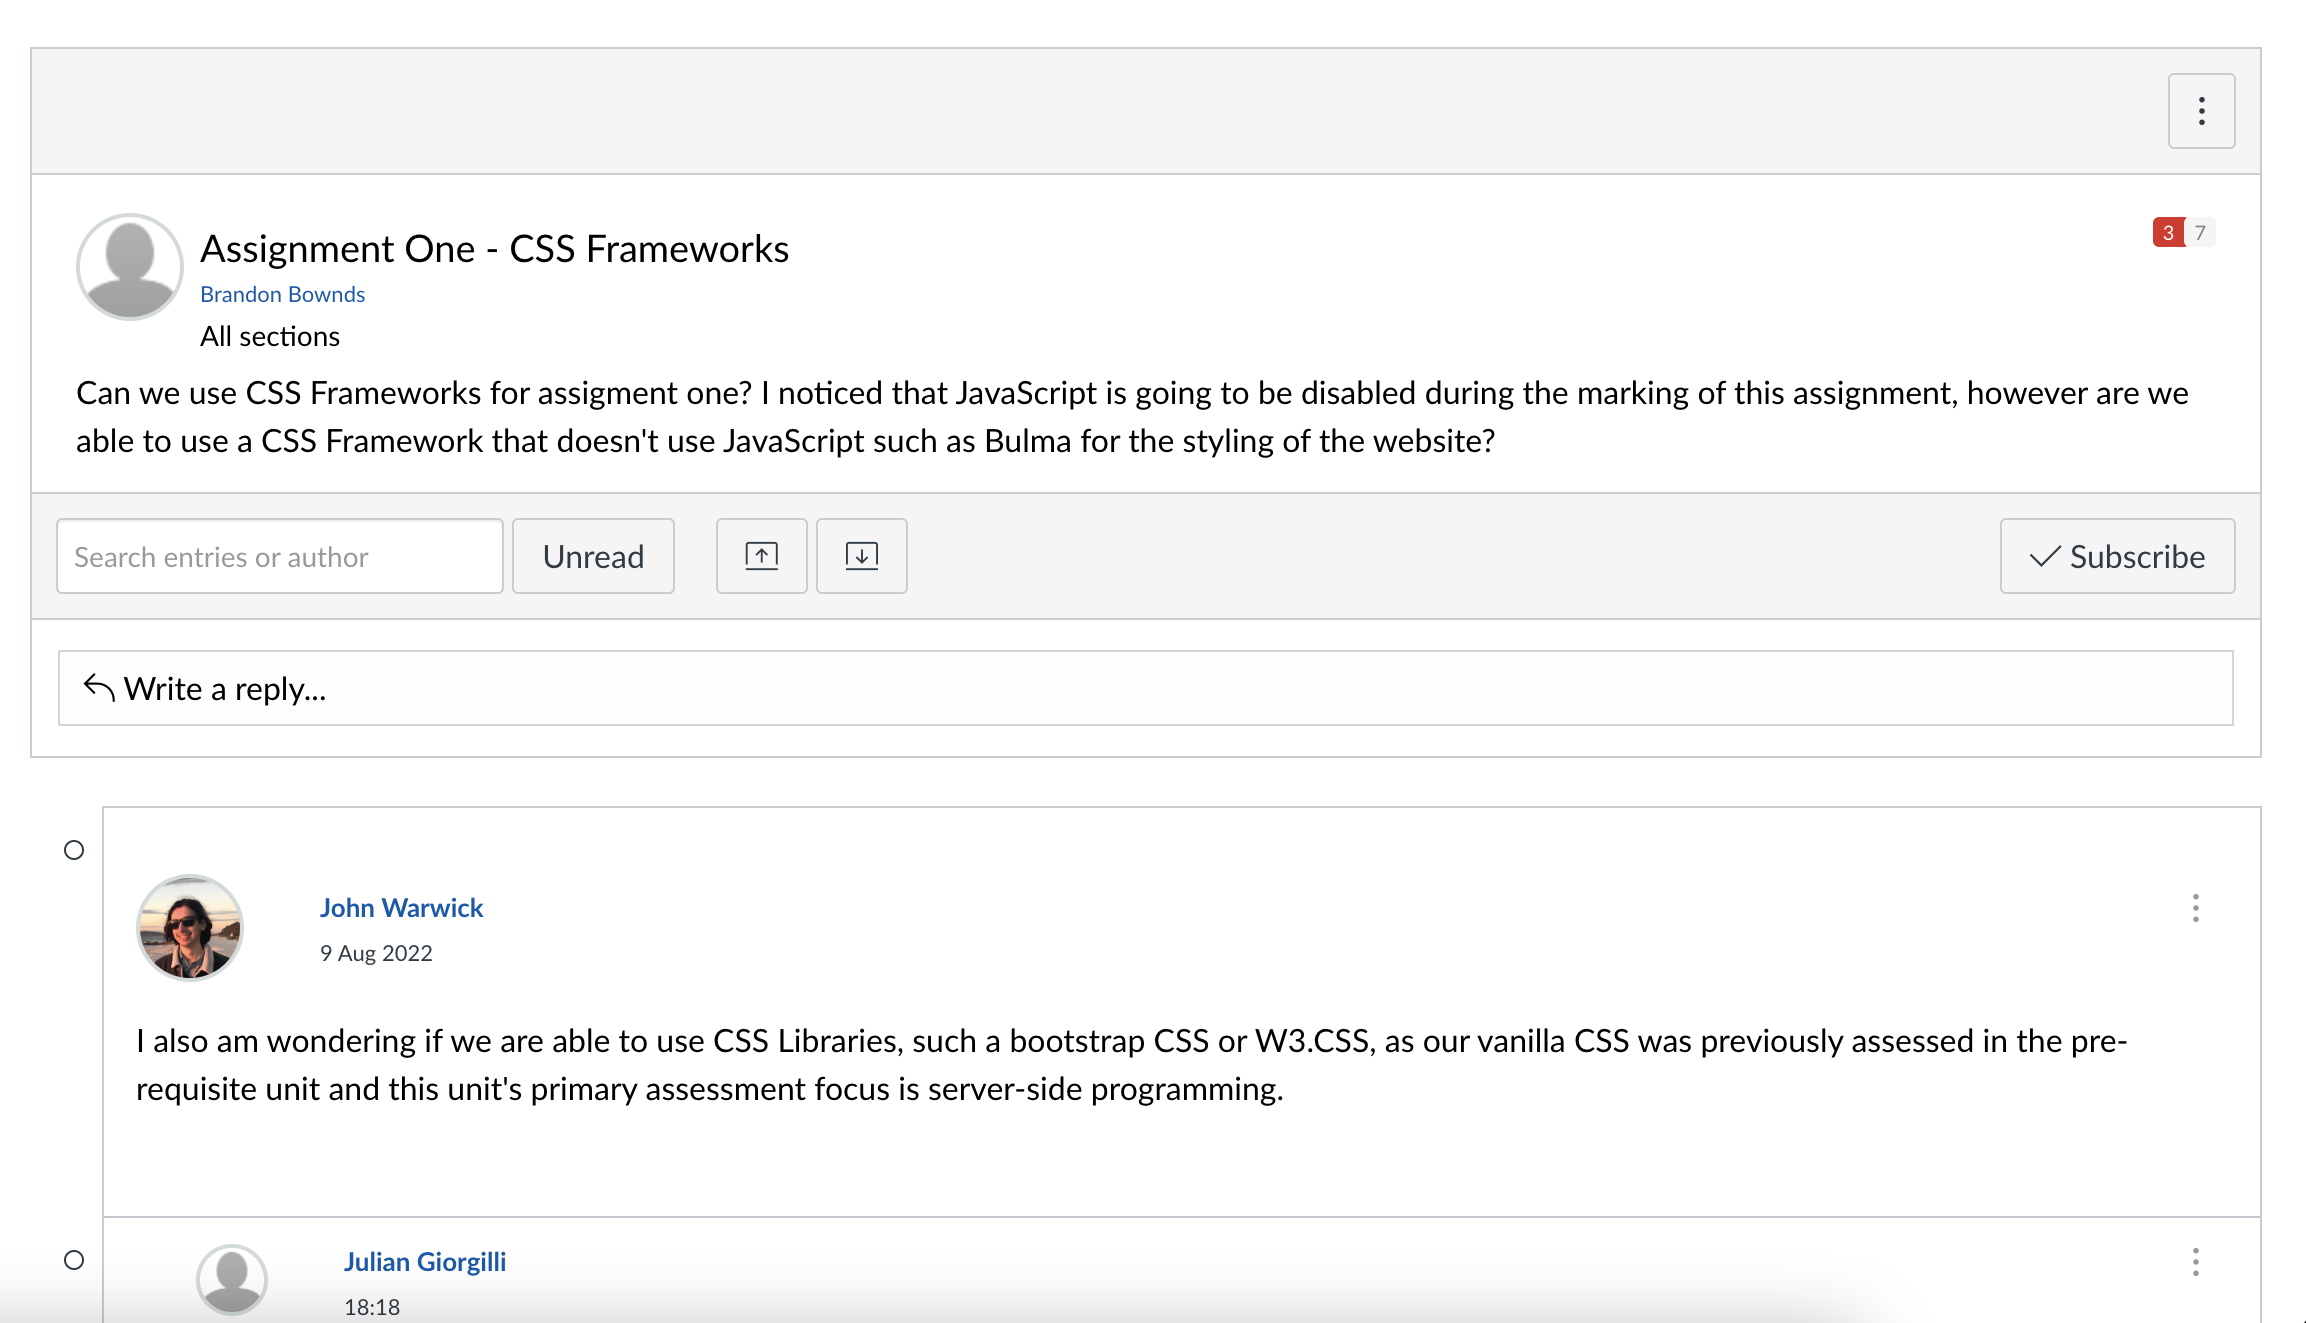 Assignment One - CSS Frameworks
3 7
Brandon Bownds
All sections
Can we use CSS Frameworks for assigment one? I noticed that JavaScript is going to be disabled during the marking of this assignment, however are we
able to use a CSS Framework that doesn't use JavaScript such as Bulma for the styling of the website?
Search entries or author Unread Subscribe
Write a reply...
John Warwick
9 Aug 2022
I also am wondering if we are able to use CSS Libraries, such a bootstrap CSS or W3.CSS, as our vanilla CSS was previously assessed in the pre-
requisite unit and this unit's primary assessment focus is server-side programming.
Julian Giorgilli
18:18